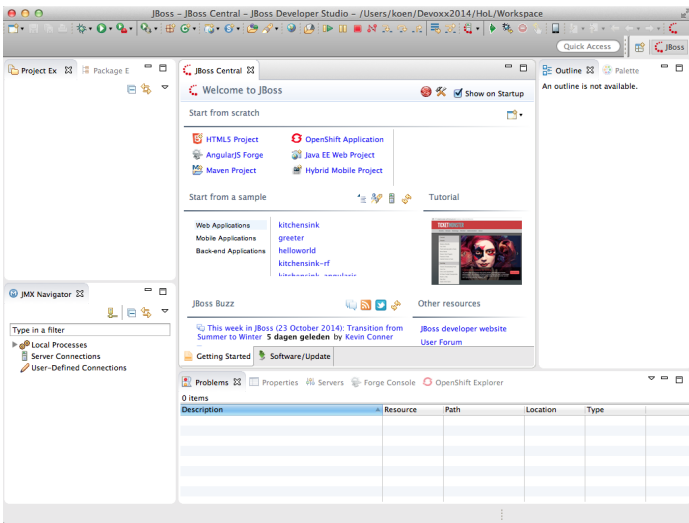 JBoss – JBoss Central – JBoss Developer Studio – /Users/koen/Devoxx2014/HoL/Workspace
Quick Access
JBoss
Project Ex
Package E
JBoss Central
Outline
Palette
An outline is not available.
Welcome to JBoss
Show on Startup
Start from scratch
HTML5 Project
OpenShift Application
AngularJS Forge
Java EE Web Project
Maven Project
Hybrid Mobile Project
Start from a sample
Tutorial
Web Applications
kitchensink
Mobile Applications
greeter
Back-end Applications
helloworld
kitchensink-rf
kitchensink-angularjs
JMX Navigator
Type in a filter
Local Processes
Server Connections
User-Defined Connections
JBoss Buzz
Other resources
This week in JBoss (23 October 2014): Transition from
Summer to Winter 5 dagen geleden by Kevin Conner
JBoss developer website
User Forum
Getting Started
Software/Update
Problems
Properties
Servers
Forge Console
OpenShift Explorer
0 items
Description
Resource
Path
Location
Type